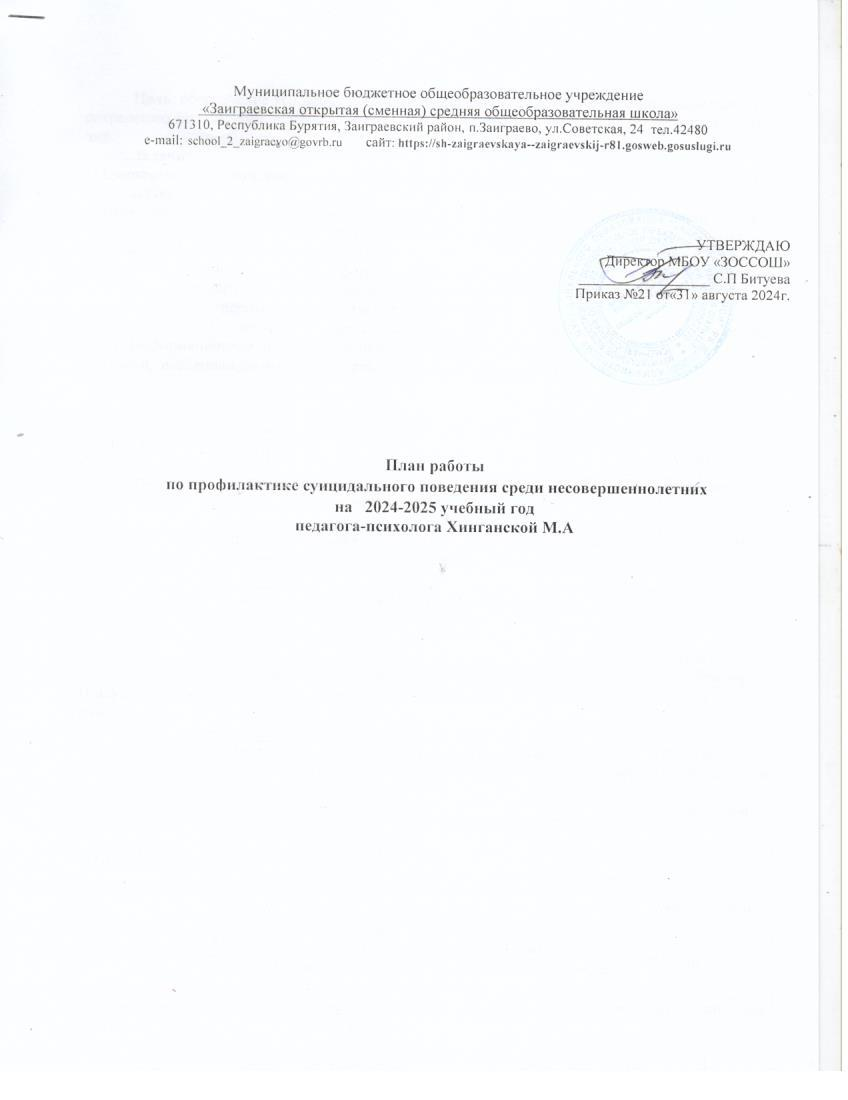 Муниципальное бюджетное общеобразовательное учреждение
«Заиграевская открытая (сменная) средняя общеобразовательная школа»
671310, Республика Бурятия, Заиграевский район, п.Заиграево, ул.Советская, 24 тел.42480
e-mail: school_2_zaigraevo@govrb.ru сайт: https://sh-zaigraevskaya--zaigraevskij-r81.gosweb.gosuslugi.ru
УТВЕРЖДАЮ
Директор МБОУ «ЗОССОШ»
С.П Битуева
Приказ №21 от«31» августа 2024г.
План работы
по профилактике суицидального поведения среди несовершеннолетних
на 2024-2025 учебный год
педагога-психолога Хинганской М.А